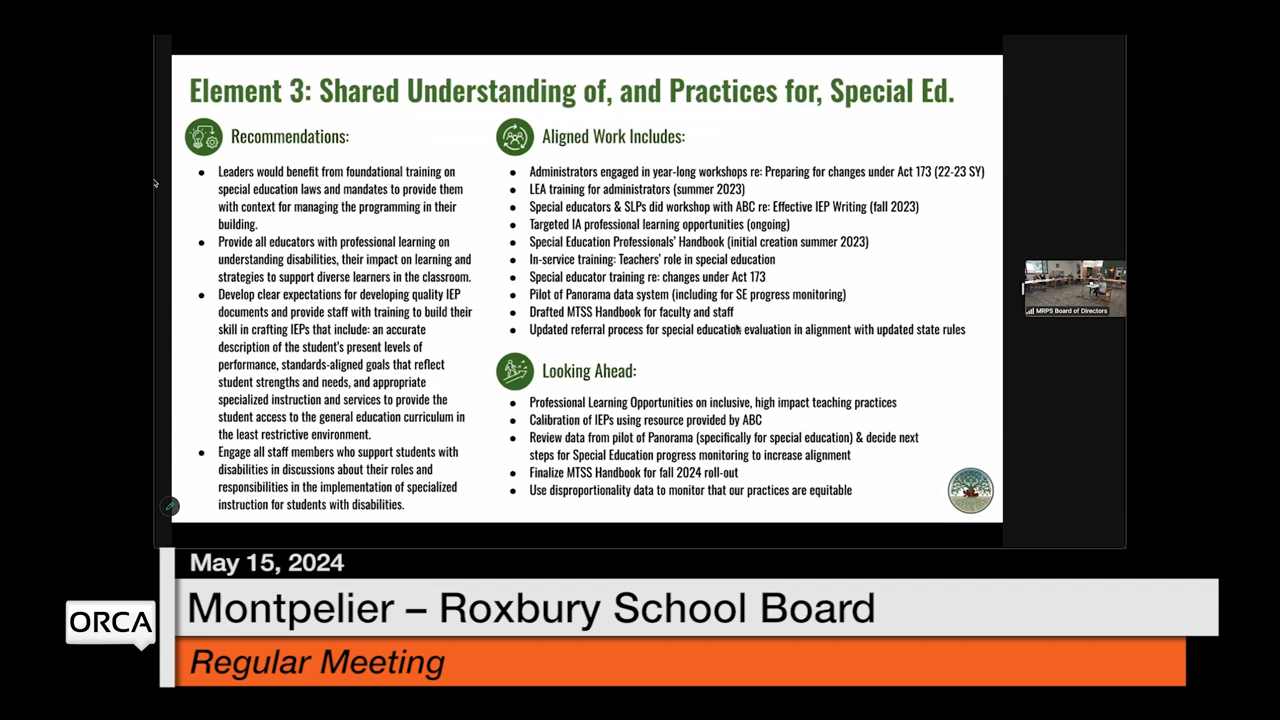 Element 3: Shared Understanding of, and Practices for, Special Ed.
Recommendations:
● Leaders would benefit from foundational training on
special education laws and mandates to provide them
with context for managing the programming in their
building.
● Provide all educators with professional learning on
understanding disabilities, their impact on learning and
strategies to support diverse learners in the classroom.
● Develop clear expectations for developing quality IEP
documents and provide staff with training to build their
skill in crafting IEPs that include: an accurate
description of the student's present levels of
performance, standards-aligned goals that reflect
student strengths and needs, and appropriate
specialized instruction and services to provide the
student access to the general education curriculum in
the least restrictive environment.
● Engage all staff members who support students with
disabilities in discussions about their roles and
responsibilities in the implementation of specialized
instruction for students with disabilities.
Aligned Work Includes:
● Administrators engaged in year-long workshops re: Preparing for changes under Act 173 (22-23 SY)
● LEA training for administrators (summer 2023)
● Special educators & SLPs did workshop with ABC re: Effective IEP Writing (fall 2023)
● Targeted IA professional learning opportunities (ongoing)
● Special Education Professionals' Handbook (initial creation summer 2023)
● In-service training: Teachers' role in special education
● Special educator training re: changes under Act 173
● Pilot of Panorama data system (including for SE progress monitoring)
● Drafted MTSS Handbook for faculty and staff
● Updated referral process for special education evaluation in alignment with updated state rules
Looking Ahead:
● Professional Learning Opportunities on inclusive, high impact teaching practices
● Calibration of IEPs using resource provided by ABC
● Review data from pilot of Panorama (specifically for special education) & decide next
steps for Special Education progress monitoring to increase alignment
● Finalize MTSS Handbook for fall 2024 roll-out
● Use disproportionality data to monitor that our practices are equitable
MRPS Board of Directors
May 15, 2024
ORCA
Montpelier – Roxbury School Board
Regular Meeting